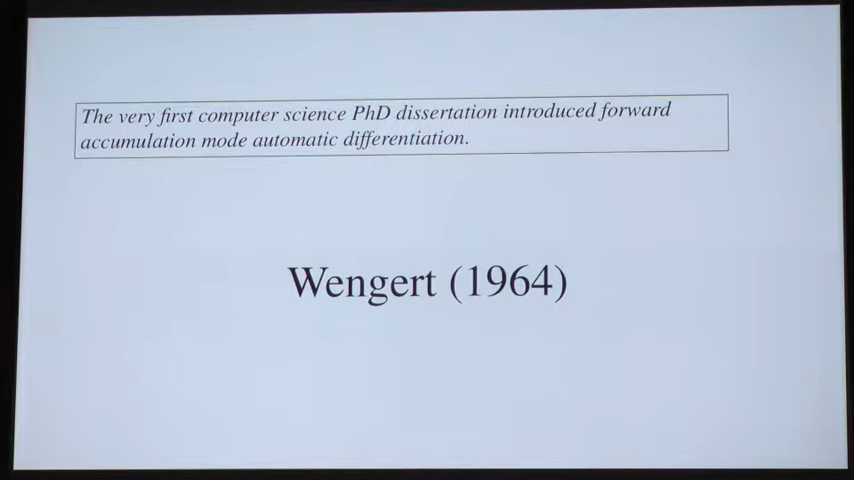 The very first computer science PhD dissertation introduced forward
accumulation mode automatic differentiation.
Wengert (1964)